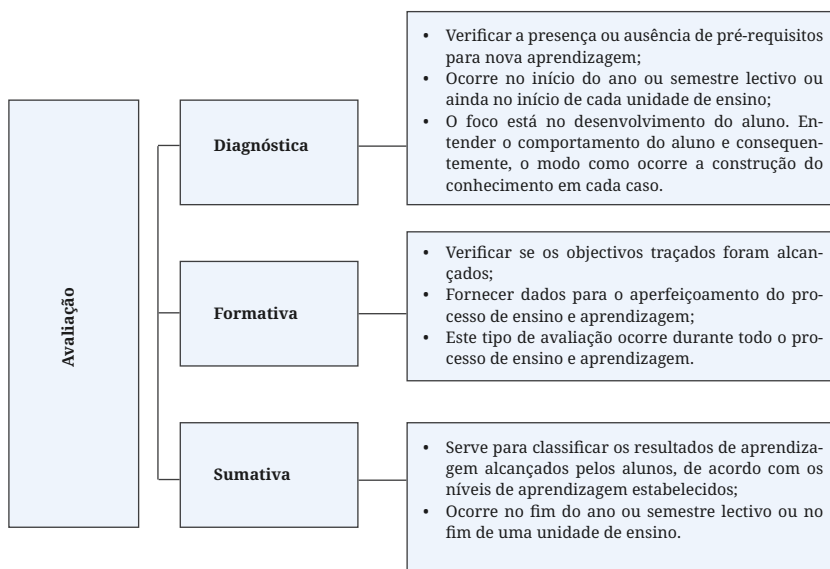 Avaliação
Diagnóstica
• Verificar a presença ou ausência de pré-requisitos
para nova aprendizagem;
• Ocorre no início do ano ou semestre lectivo ou
ainda no início de cada unidade de ensino;
• O foco está no desenvolvimento do aluno. En-
tender o comportamento do aluno e consequen-
temente, o modo como ocorre a construção do
conhecimento em cada caso.
Formativa
• Verificar se os objectivos traçados foram alcan-
çados;
• Fornecer dados para o aperfeiçoamento do pro-
cesso de ensino e aprendizagem;
• Este tipo de avaliação ocorre durante todo o pro-
cesso de ensino e aprendizagem.
Sumativa
• Serve para classificar os resultados de aprendiza-
gem alcançados pelos alunos, de acordo com os
níveis de aprendizagem estabelecidos;
• Ocorre no fim do ano ou semestre lectivo ou no
fim de uma unidade de ensino.